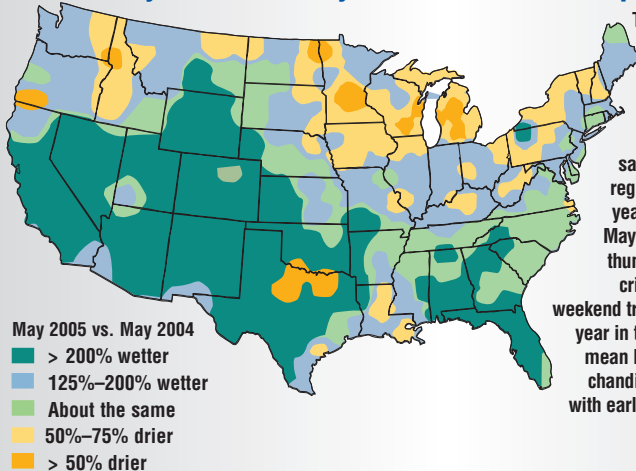 T
sa
reg
yea
May
thun
cri
weekend tr
year in t
mean l
chandi
with earl
May 2005 vs. May 2004
> 200% wetter
125%–200% wetter
About the same
50%–75% drier
> 50% drier